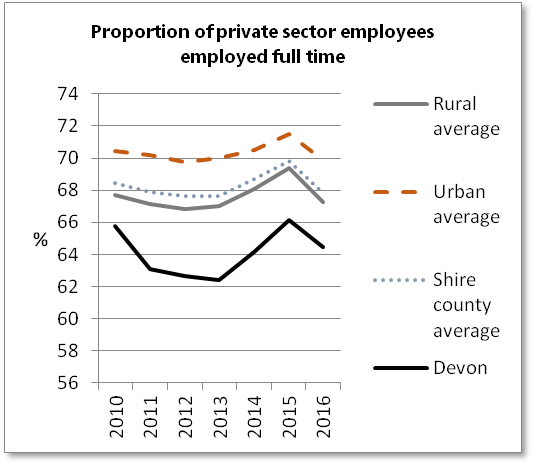 Proportion of private sector employees
employed full time
74
72
70
68
66
64
62
60
58
56
%
2010
2011
2012
2013
2014
2015
2016
Rural
average
Urban
average
Shire
county
average
Devon